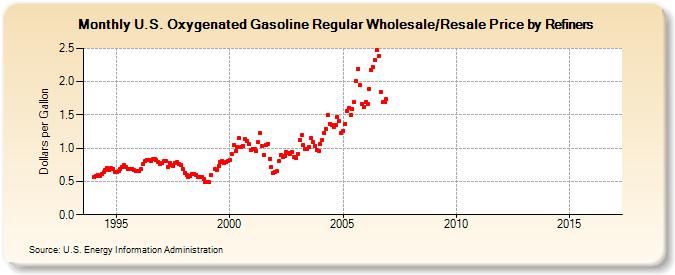 Monthly U.S. Oxygenated Gasoline Regular Wholesale/Resale Price by Refiners
Dollars per Gallon
2.5
2.0
1.5
1.0
0.5
0.0
1995 2000 2005 2010 2015
Source: U.S. Energy Information Administration